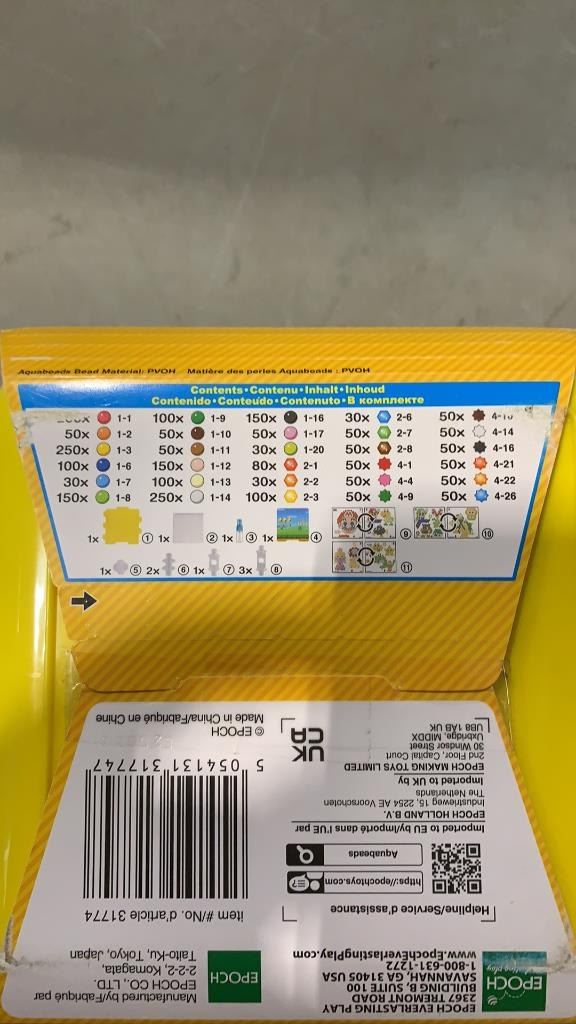 Aquabeads Bead Material: PVOH Matière des perles Aquabeads : PVOH
Contents • Contenu • Inhalt • Inhoud
Contenido • Conteúdo • Contenuto • В комплекте
1-1 100x 1-9 150x 1-16 30x 2-6 50x
50x 1-2 50x 1-10 50x 1-17 50x 2-7 50x 4-14
250x 1-3 50x 1-11 30x 1-20 50x 2-8 50x 4-16
100x 1-6 150x 1-12 80x 2-1 50x 4-1 50x 4-21
30x 1-7 100x 1-13 30x 2-2 50x 4-4 50x 4-22
150x 1-8 250x 1-14 100x 2-3 50x 4-9 50x 4-26
1x ① ② 1x ③ 1x ④ ⑨ ⑩
1x ⑤ 2x ⑥ 1x ⑦ 3x ⑧ ⑪
EPOCH
EPOCH EVERLASTING PLAY
2367 TREMONT ROAD
BUILDING B, SUITE 100
SAVANNAH, GA 31405 USA
1-800-631-1272
www.EpochEverlastingPlay.com
EPOCH
Manufactured by/Fabriqué par
EPOCH CO., LTD.
2-2-2, Komagata,
Taito-Ku, Tokyo, Japan
Helpline/Service d'assistance
https://epochtoys.com
Aquabeads
Imported to EU by/Importé dans l'UE par
EPOCH HOLLAND B.V.
Industrieweg 15, 2254 AE Voorschoten
The Netherlands
Imported to UK by
EPOCH MAKING TOYS LIMITED
2nd Floor, Capital Court
30 Windsor Street
Uxbridge, MIDDX
UB8 1AB UK
UK
CA
item #/No. d'article 31774
5 054131 317747
© EPOCH
Made in China/Fabriqué en Chine